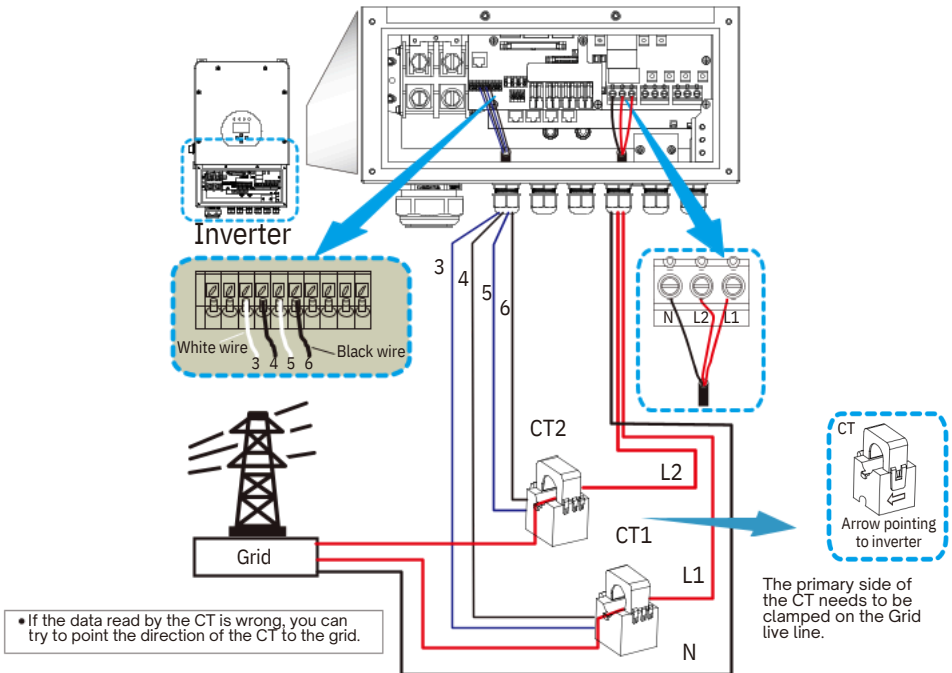 Inverter
3
4
5
6
White wire
3 4 5 6
Black wire
N L2 L1
CT2
L2
CT
Arrow pointing
to inverter
CT1
Grid
L1
The primary side of
the CT needs to be
clamped on the Grid
live line.
• If the data read by the CT is wrong, you can
try to point the direction of the CT to the grid.
N